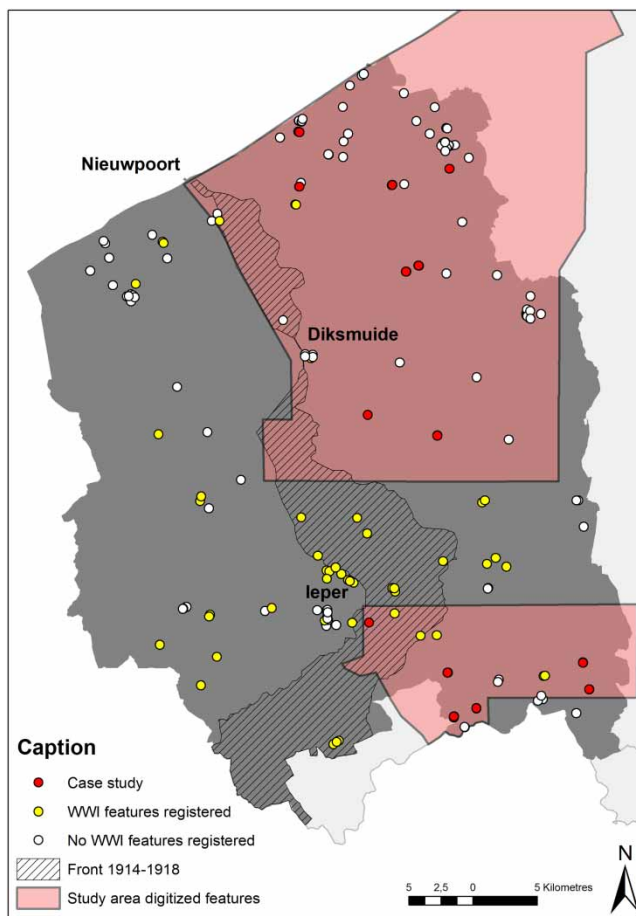 Nieuwpoort
Diksmuide
Ieper
Caption
Case study
WWI features registered
No WWI features registered
Front 1914-1918
Study area digitized features
5 2,5 0 5 Kilometres
N